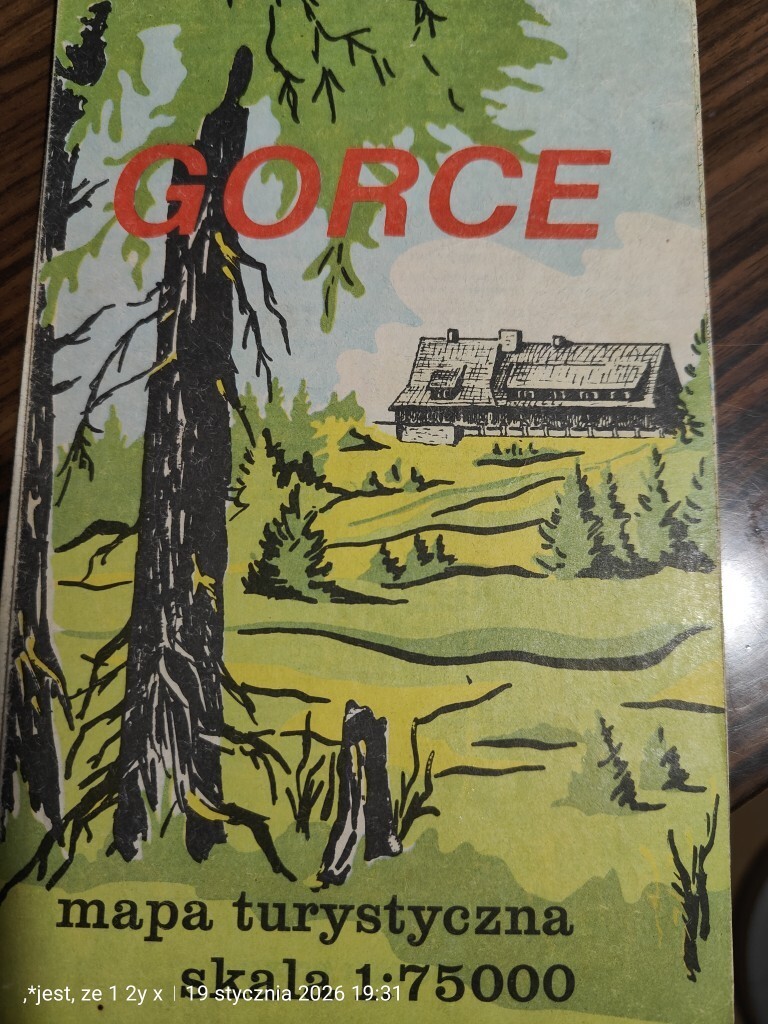 GORCE
mapa turystyczna
skala 1:75000
,*jest, ze 1 2y x | 19 stycznia 2026 19:31